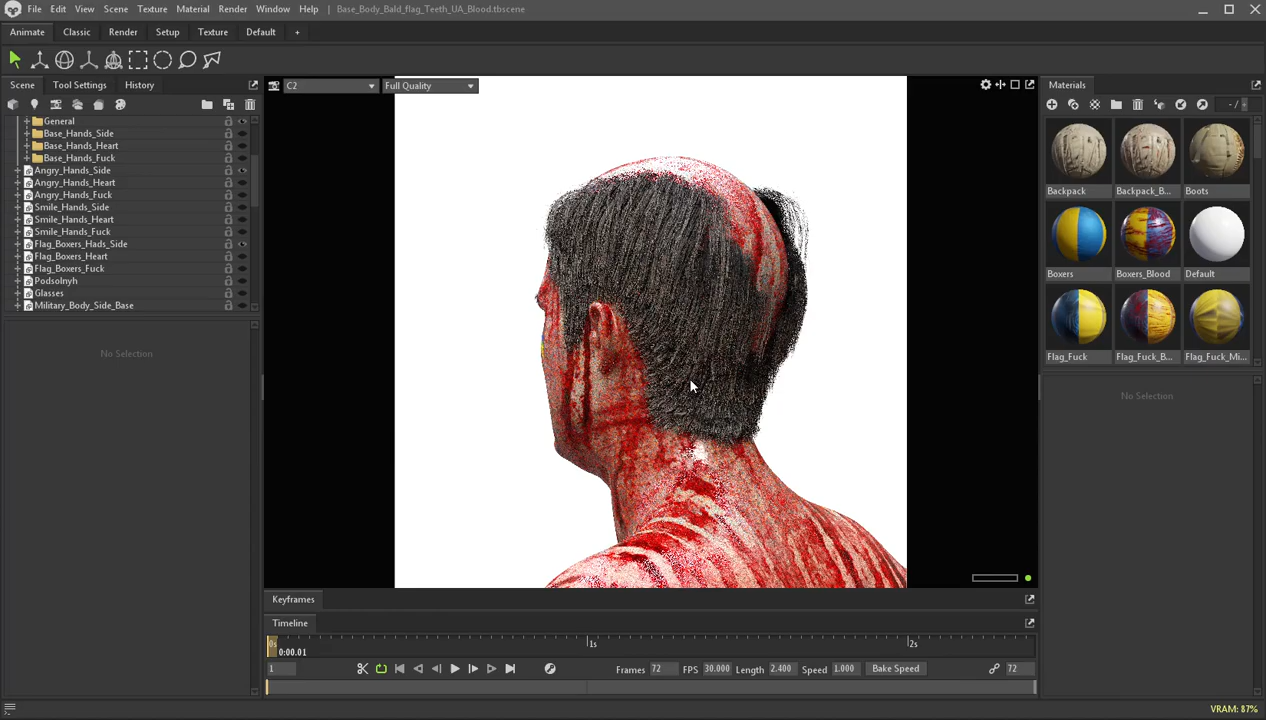 File Edit View Scene Texture Material Render Window Help | Base_Body_Bald_flag_Teeth_UA_Blood.tbscene
Animate Classic Render Setup Texture Default +
Scene Tool Settings History
C2 Full Quality
Materials
- / -
General
Base_Hands_Side
Base_Hands_Heart
Base_Hands_Fuck
Angry_Hands_Side
Angry_Hands_Heart
Angry_Hands_Fuck
Smile_Hands_Side
Smile_Hands_Heart
Smile_Hands_Fuck
Flag_Boxers_Hads_Side
Flag_Boxers_Heart
Flag_Boxers_Fuck
Podsolnyh
Glasses
Military_Body_Side_Base
No Selection
Backpack Backpack_B... Boots
Boxers Boxers_Blood Default
Flag_Fuck Flag_Fuck_B... Flag_Fuck_Mi...
No Selection
Keyframes
Timeline
0s 1s 2s
0:00.01
1 Frames 72 FPS 30.000 Length 2.400 Speed 1.000 Bake Speed 72
VRAM: 87%